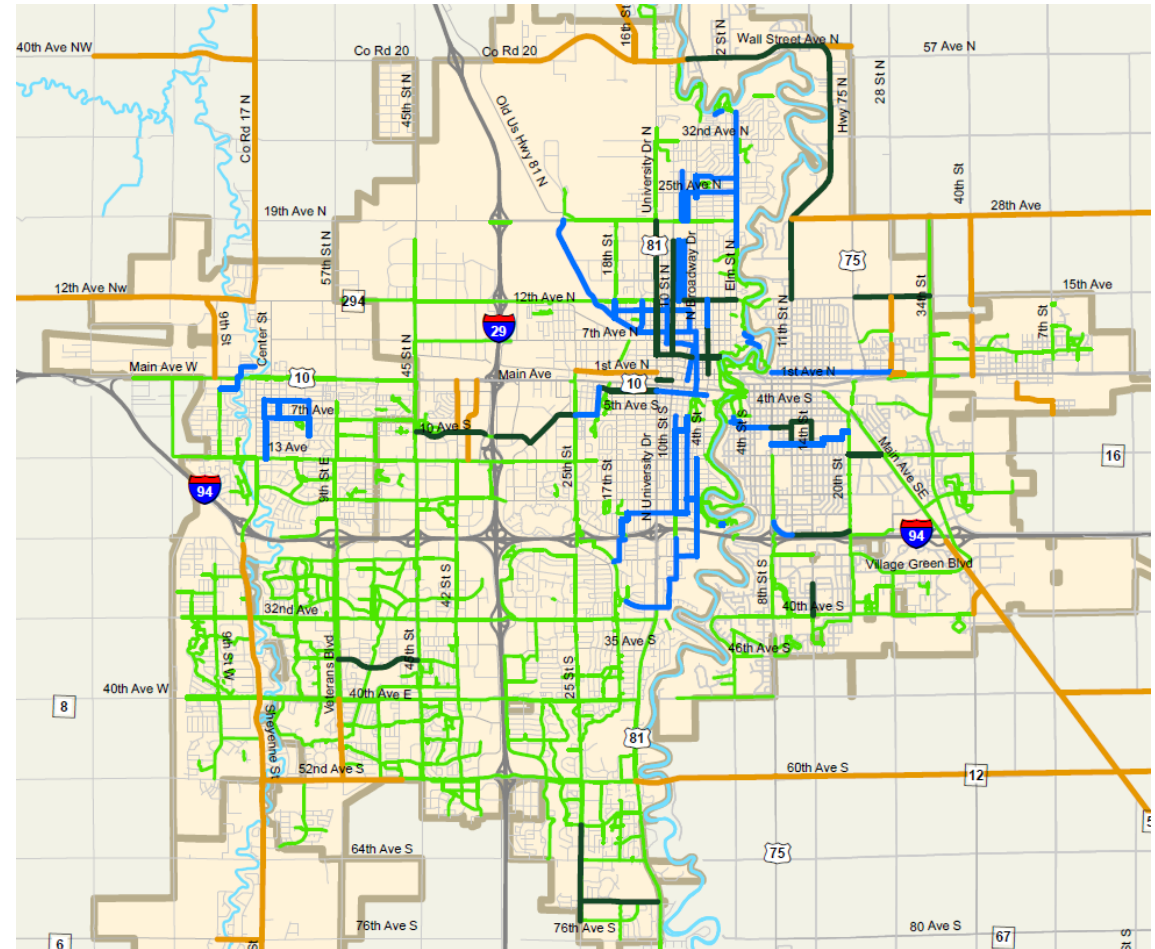 16th St
2 St N
Wall Street Ave N
40th Ave NW
Co Rd 20
Co Rd 20
57 Ave N
28 St N
Hwy 75 N
45th St N
Co Rd 17 N
Old Us Hwy 81 N
32nd Ave N
University Dr N
25th Ave N
40th St
19th Ave N
28th Ave
57th St N
18th St
81
10 St N
N Broadway Dr
Elm St N
75
34th St
12th Ave Nw
294
12th Ave N
15th Ave
9th St
Center St
29
7th Ave N
11th St N
7th St
45 St N
Main Ave W
10
Main Ave
1st Ave N
10
1st Ave N
7th Ave
5th Ave S
4th Ave S
10 Ave S
13 Ave
10th St S
4th St
4th St S
14th St
Main Ave SE
16
94
9th St E
25th St
17th St
N University Dr
20th St
94
Village Green Blvd
42 St S
8th St S
32nd Ave
40th Ave S
9th St W
Veterans Blvd
45th St
35 Ave S
46th Ave S
25 St S
40th Ave W
40th Ave E
8
Sheyenne St
81
52nd Ave S
60th Ave S
12
5
64th Ave S
75
76th Ave S
76th Ave S
80 Ave S
6
67
St S